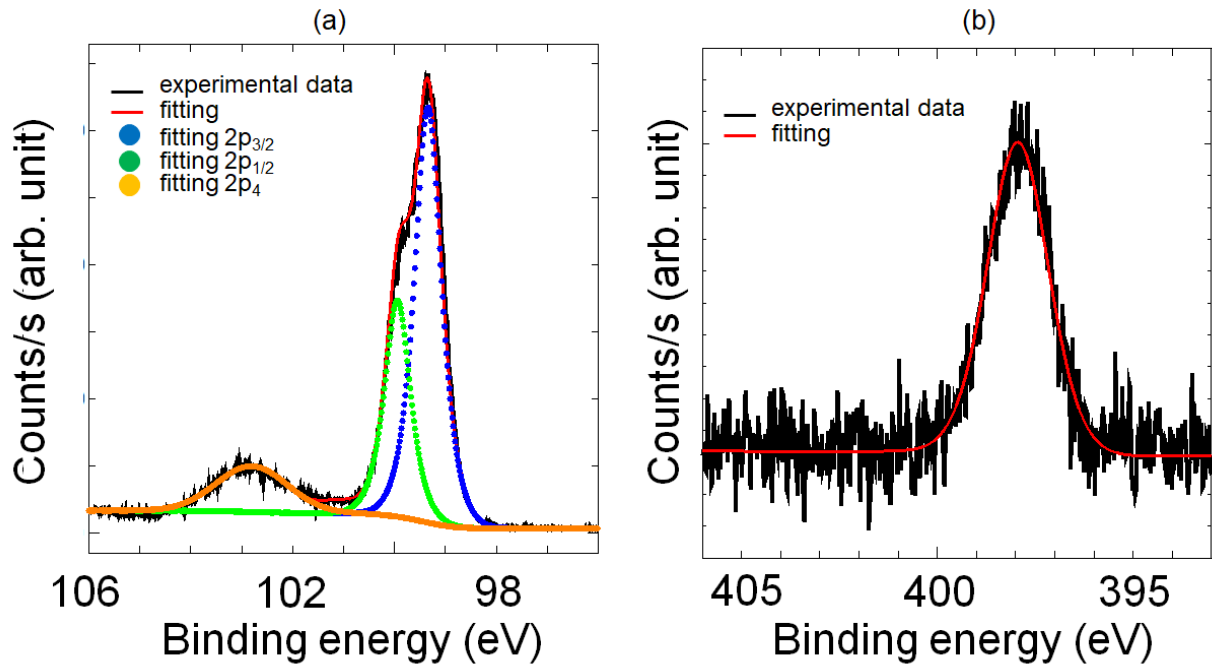 (a)
experimental data
fitting
fitting 2p3/2
fitting 2p1/2
fitting 2p4
Counts/s (arb. unit)
106
102
98
Binding energy (eV)
(b)
experimental data
fitting
Counts/s (arb. unit)
405
400
395
Binding energy (eV)